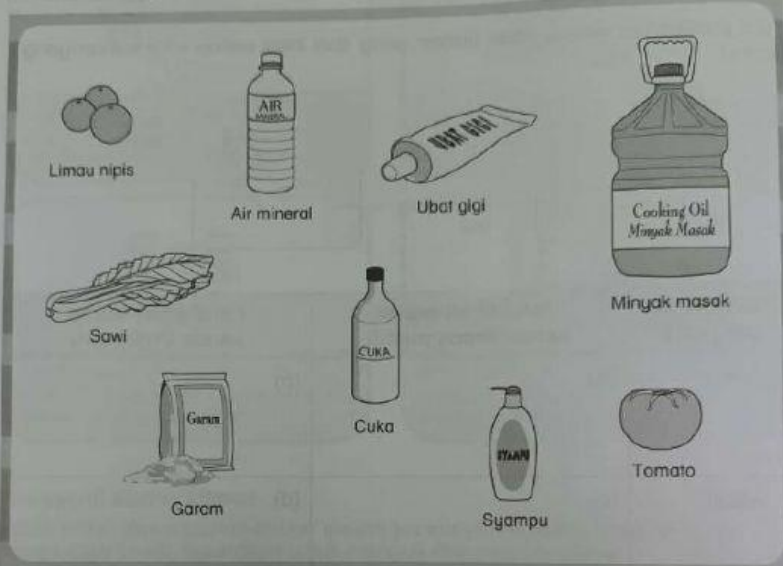 AIR
MINERAL
UBAT GIGI
Limau nipis
Air mineral
Ubat gigi
Cooking Oil
Minyak Masak
Minyak masak
Sawi
CUKA
Cuka
Garam
Garam
SYAMPU
Syampu
Tomato